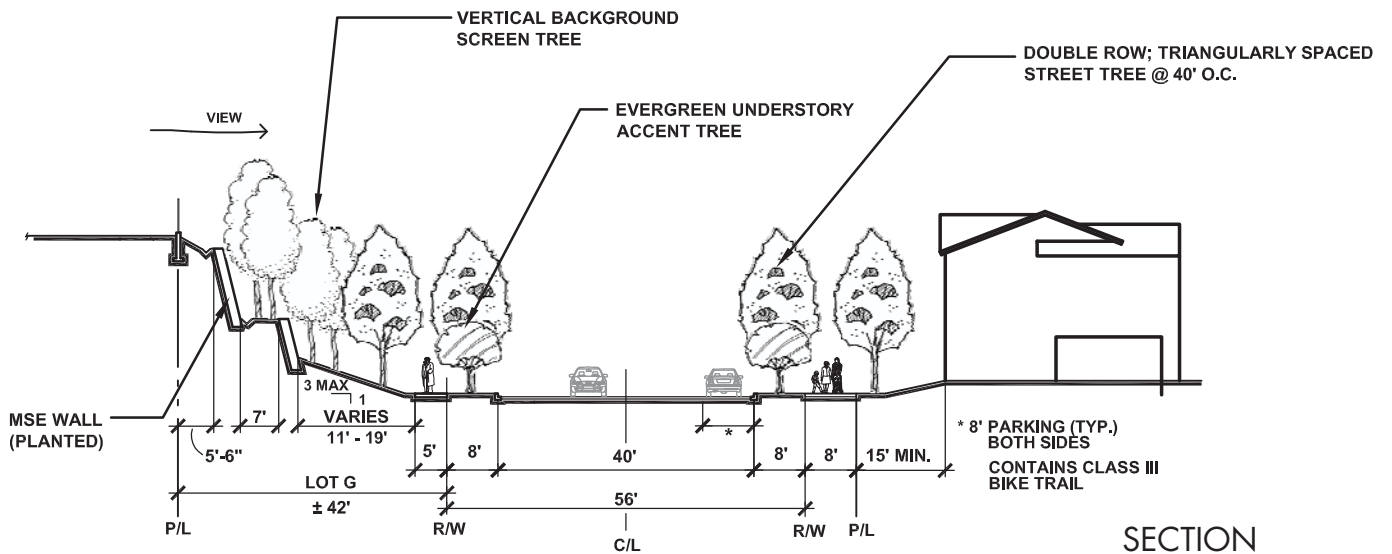 VERTICAL BACKGROUND
SCREEN TREE
DOUBLE ROW; TRIANGULARLY SPACED
STREET TREE @ 40' O.C.
EVERGREEN UNDERSTORY
ACCENT TREE
VIEW
MSE WALL
(PLANTED)
3 MAX
1
7'
VARIES
11' - 19'
5'-6"
5'
8'
40'
*
8'
8'
15' MIN.
* 8' PARKING (TYP.)
BOTH SIDES
CONTAINS CLASS III
BIKE TRAIL
LOT G
± 42'
56'
P/L
R/W
C/L
R/W
P/L
SECTION